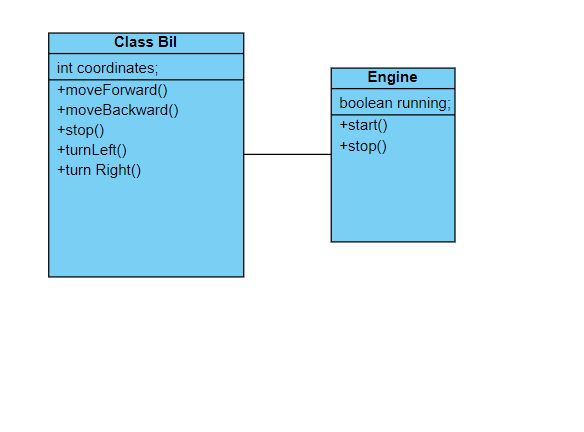 Class Bil
int coordinates;
+moveForward()
+moveBackward()
+stop()
+turnLeft()
+turn Right()
Engine
boolean running;
+start()
+stop()